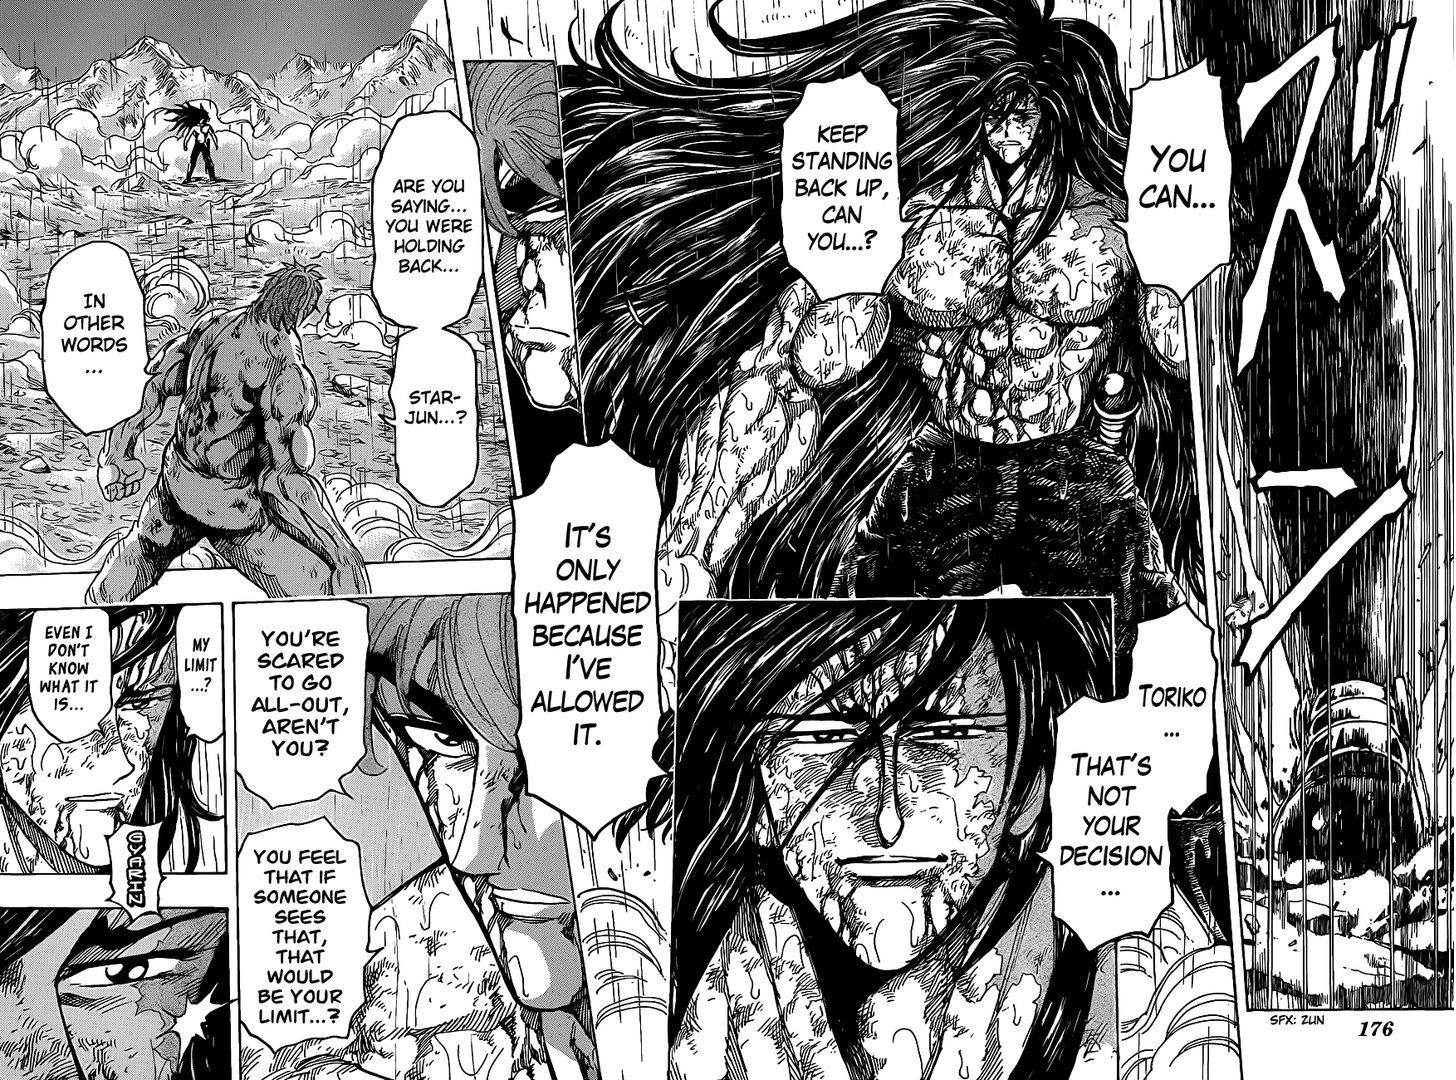 ズン
SFX: ZUN
YOU
CAN...
KEEP
STANDING
BACK UP,
CAN
YOU...?
TORIKO
...
THAT'S
NOT
YOUR
DECISION
...
IT'S
ONLY
HAPPENED
BECAUSE
I'VE
ALLOWED
IT.
ARE YOU
SAYING...
YOU WERE
HOLDING
BACK...
STAR-
JUN...?
IN
OTHER
WORDS
...
YOU'RE
SCARED
TO GO
ALL-OUT,
AREN'T
YOU?
YOU FEEL
THAT IF
SOMEONE
SEES
THAT,
THAT
WOULD
BE YOUR
LIMIT...?
MY
LIMIT
...?
EVEN I
DON'T
KNOW
WHAT IT
IS...
176